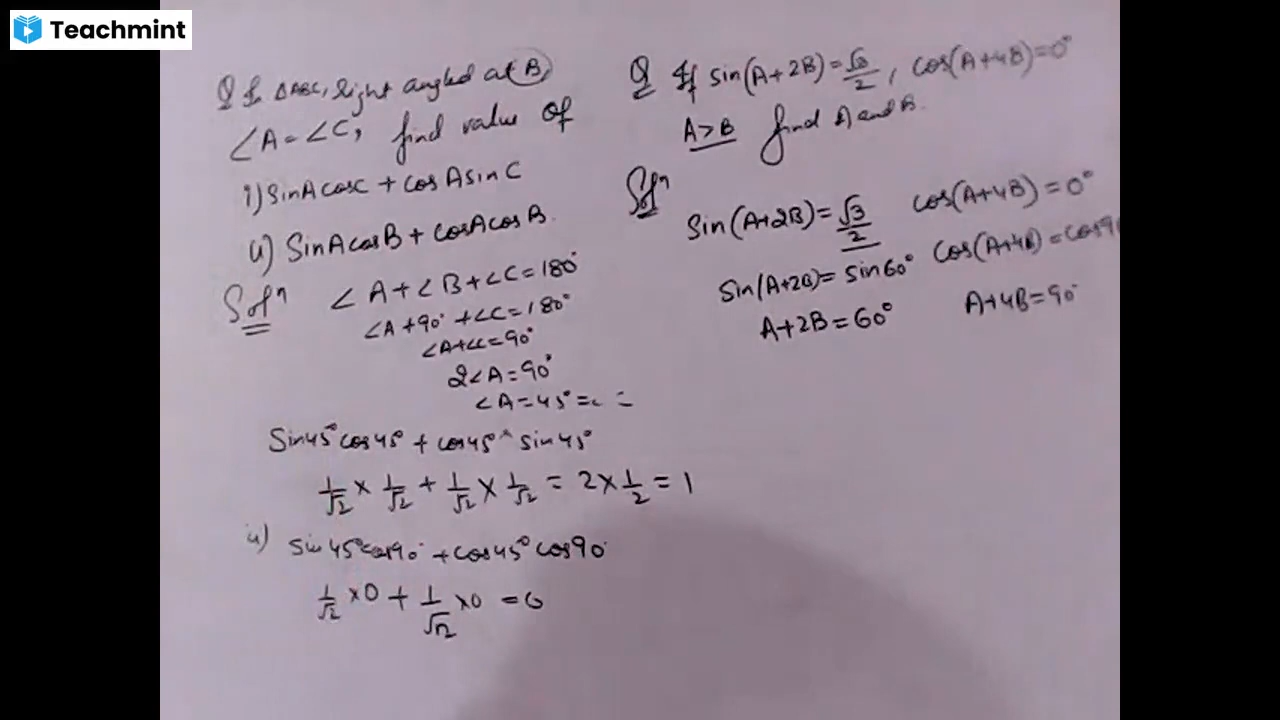 Teachmint
Q In ΔABC, right angled at B,
∠A = ∠C, find value of
i) SinA cosC + cosA sinC
ii) SinA cosB + cosA cosB.
Solⁿ
∠A + ∠B + ∠C = 180°
∠A + 90° + ∠C = 180°
∠A + ∠C = 90°
2∠A = 90°
∠A = 45° = =
Sin45° cos45° + cos45° sin45°
1/√2 × 1/√2 + 1/√2 × 1/√2 = 2 × 1/2 = 1
ii) Sin 45° cos90° + cos45° cos90°
1/√2 × 0 + 1/√2 × 0 = 0
Q If sin(A+2B) = √3/2, cos(A+4B) = 0°
A>B find A and B.
Solⁿ
Sin(A+2B) = √3/2 cos(A+4B) = 0°
Sin(A+2B) = sin60° cos(A+4B) = cos9
A+2B = 60° A+4B = 90°